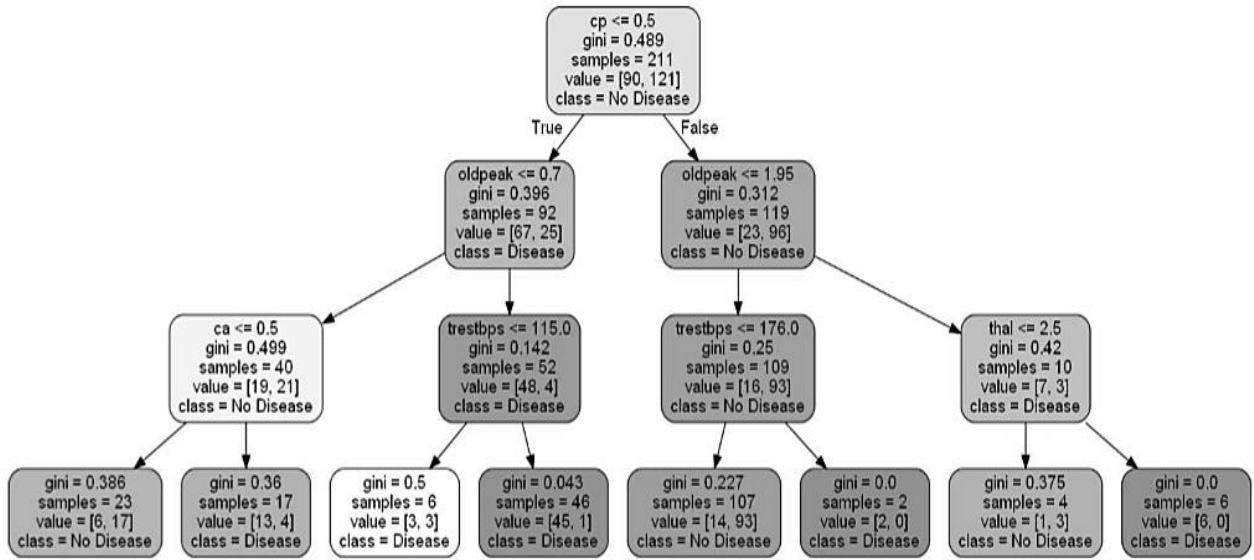 cp <= 0.5
gini = 0.489
samples = 211
value = [90, 121]
class = No Disease
True
False
oldpeak <= 0.7
gini = 0.396
samples = 92
value = [67, 25]
class = Disease
oldpeak <= 1.95
gini = 0.312
samples = 119
value = [23, 96]
class = No Disease
ca <= 0.5
gini = 0.499
samples = 40
value = [19, 21]
class = No Disease
trestbps <= 115.0
gini = 0.142
samples = 52
value = [48, 4]
class = Disease
trestbps <= 176.0
gini = 0.25
samples = 109
value = [16, 93]
class = No Disease
thal <= 2.5
gini = 0.42
samples = 10
value = [7, 3]
class = Disease
gini = 0.386
samples = 23
value = [6, 17]
class = No Disease
gini = 0.36
samples = 17
value = [13, 4]
class = Disease
gini = 0.5
samples = 6
value = [3, 3]
class = Disease
gini = 0.043
samples = 46
value = [45, 1]
class = Disease
gini = 0.227
samples = 107
value = [14, 93]
class = No Disease
gini = 0.0
samples = 2
value = [2, 0]
class = Disease
gini = 0.375
samples = 4
value = [1, 3]
class = No Disease
gini = 0.0
samples = 6
value = [6, 0]
class = Disease